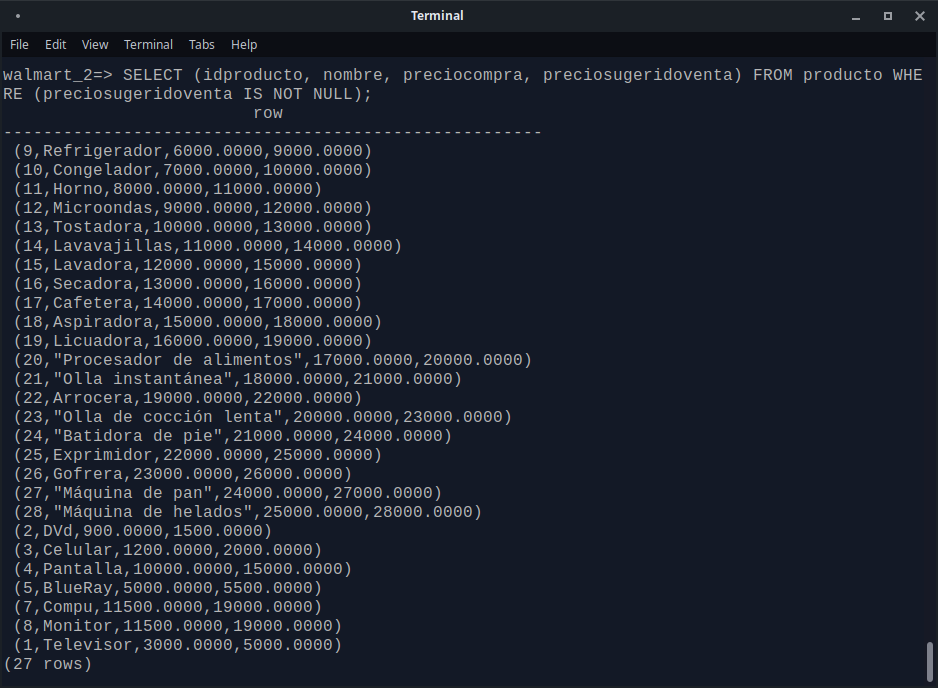 Terminal
File Edit View Terminal Tabs Help
walmart_2=> SELECT (idproducto, nombre, preciocompra, preciosugeridoventa) FROM producto WHE
RE (preciosugeridoventa IS NOT NULL);
row
------------------------------------------------------
(9,Refrigerador,6000.0000,9000.0000)
(10,Congelador,7000.0000,10000.0000)
(11,Horno,8000.0000,11000.0000)
(12,Microondas,9000.0000,12000.0000)
(13,Tostadora,10000.0000,13000.0000)
(14,Lavavajillas,11000.0000,14000.0000)
(15,Lavadora,12000.0000,15000.0000)
(16,Secadora,13000.0000,16000.0000)
(17,Cafetera,14000.0000,17000.0000)
(18,Aspiradora,15000.0000,18000.0000)
(19,Licuadora,16000.0000,19000.0000)
(20,"Procesador de alimentos",17000.0000,20000.0000)
(21,"Olla instantánea",18000.0000,21000.0000)
(22,Arrocera,19000.0000,22000.0000)
(23,"Olla de cocción lenta",20000.0000,23000.0000)
(24,"Batidora de pie",21000.0000,24000.0000)
(25,Exprimidor,22000.0000,25000.0000)
(26,Gofrera,23000.0000,26000.0000)
(27,"Máquina de pan",24000.0000,27000.0000)
(28,"Máquina de helados",25000.0000,28000.0000)
(2,DVd,900.0000,1500.0000)
(3,Celular,1200.0000,2000.0000)
(4,Pantalla,10000.0000,15000.0000)
(5,BlueRay,5000.0000,5500.0000)
(7,Compu,11500.0000,19000.0000)
(8,Monitor,11500.0000,19000.0000)
(1,Televisor,3000.0000,5000.0000)
(27 rows)